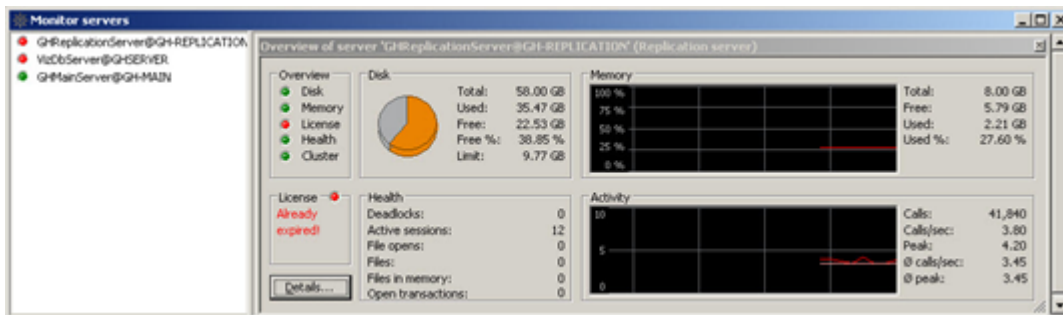 Monitor servers
GHReplicationServer@GH-REPLICATION
VizDbServer@GHSERVER
GHMainServer@GH-MAIN
Overview of server 'GHReplicationServer@GH-REPLICATION' (Replication server)
Overview
Disk
Memory
License
Health
Cluster
Disk
Total: 58.00 GB
Used: 35.47 GB
Free: 22.53 GB
Free %: 38.85 %
Limit: 9.77 GB
Memory
100 %
75 %
50 %
25 %
0 %
Total: 8.00 GB
Free: 5.79 GB
Used: 2.21 GB
Used %: 27.60 %
License
Already
expired!
Details...
Health
Deadlocks: 0
Active sessions: 12
File opens: 0
Files: 0
Files in memory: 0
Open transactions: 0
Activity
10
5
0
Calls: 41,840
Calls/sec: 3.80
Peak: 4.20
Ø calls/sec: 3.45
Ø peak: 3.45